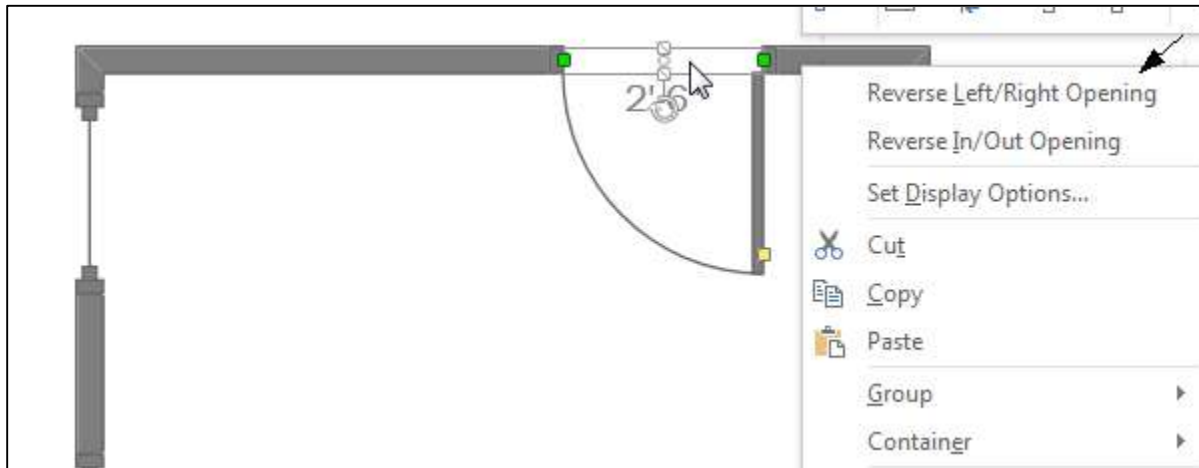 2' 6"
Reverse Left/Right Opening
Reverse In/Out Opening
Set Display Options...
Cut
Copy
Paste
Group
Container